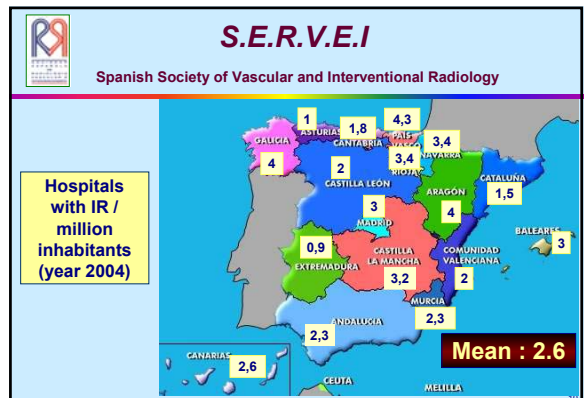 S.E.R.V.E.I
Spanish Society of Vascular and Interventional Radiology
Hospitals
with IR /
million
inhabitants
(year 2004)
1
ASTURIAS
1,8
CANTABRIA
4,3
PAIS
3,4
NAVARRA
GALICIA
4
2
CASTILLA LEÓN
3,4
RIOJA
CATALUÑA
1,5
ARAGÓN
4
3
MADRID
BALEARES
3
0,9
EXTREMADURA
CASTILLA
LA MANCHA
3,2
COMUNIDAD
VALENCIANA
2
MURCIA
2,3
ANDALUCIA
2,3
CANARIAS
2,6
Mean : 2.6
CEUTA
MELILLA